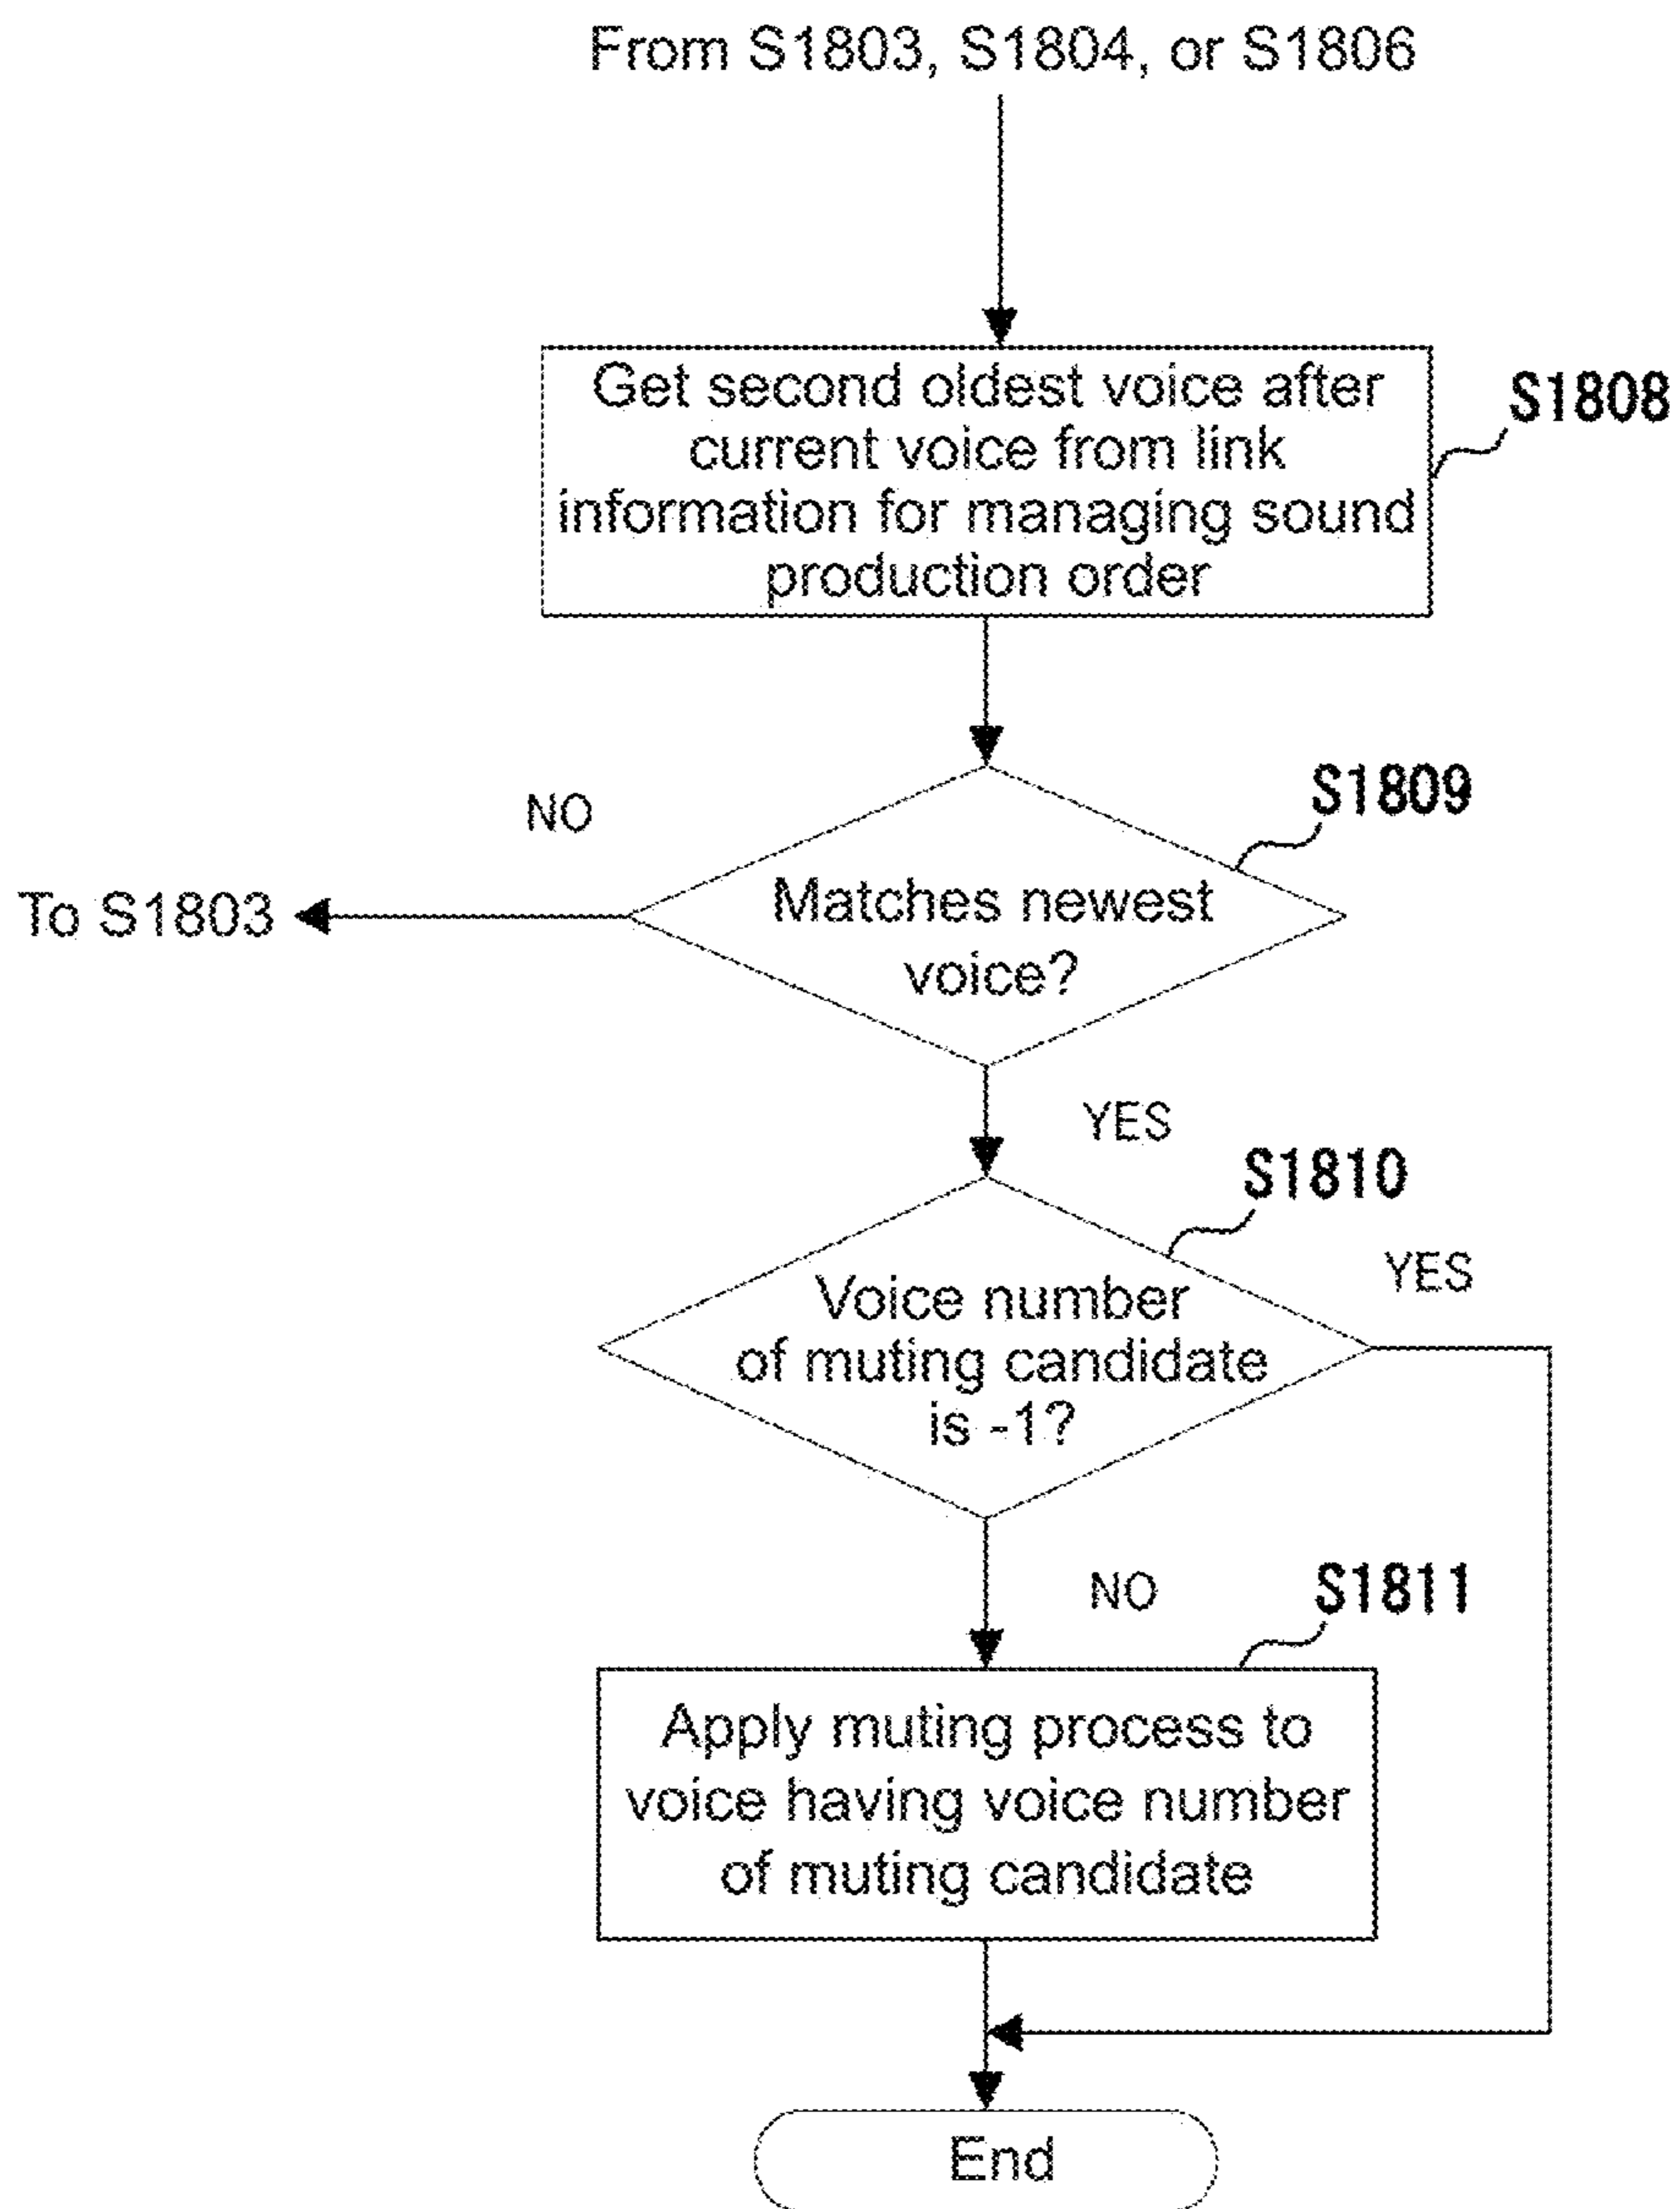 From S1803, S1804, or S1806
Get second oldest voice after
current voice from link
information for managing sound
production order
S1808
S1809
NO
Matches newest
voice?
To S1803
YES
S1810
YES
Voice number
of muting candidate
is -1?
NO
S1811
Apply muting process to
voice having voice number
of muting candidate
End